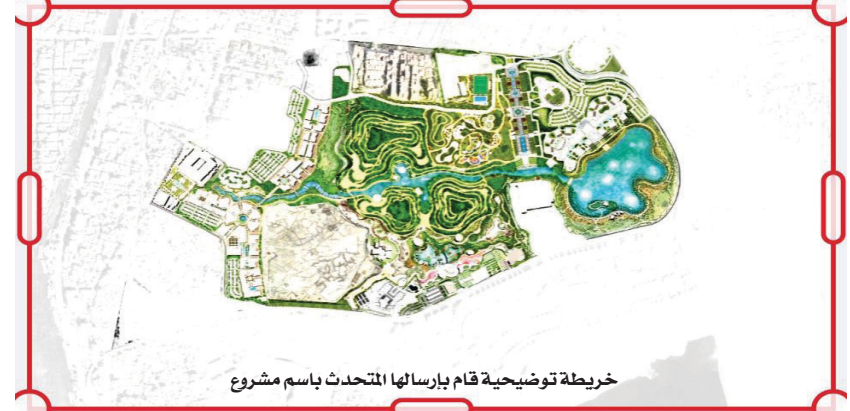 خريطة توضيحية قام بإرسالها المتحدث باسم مشروع